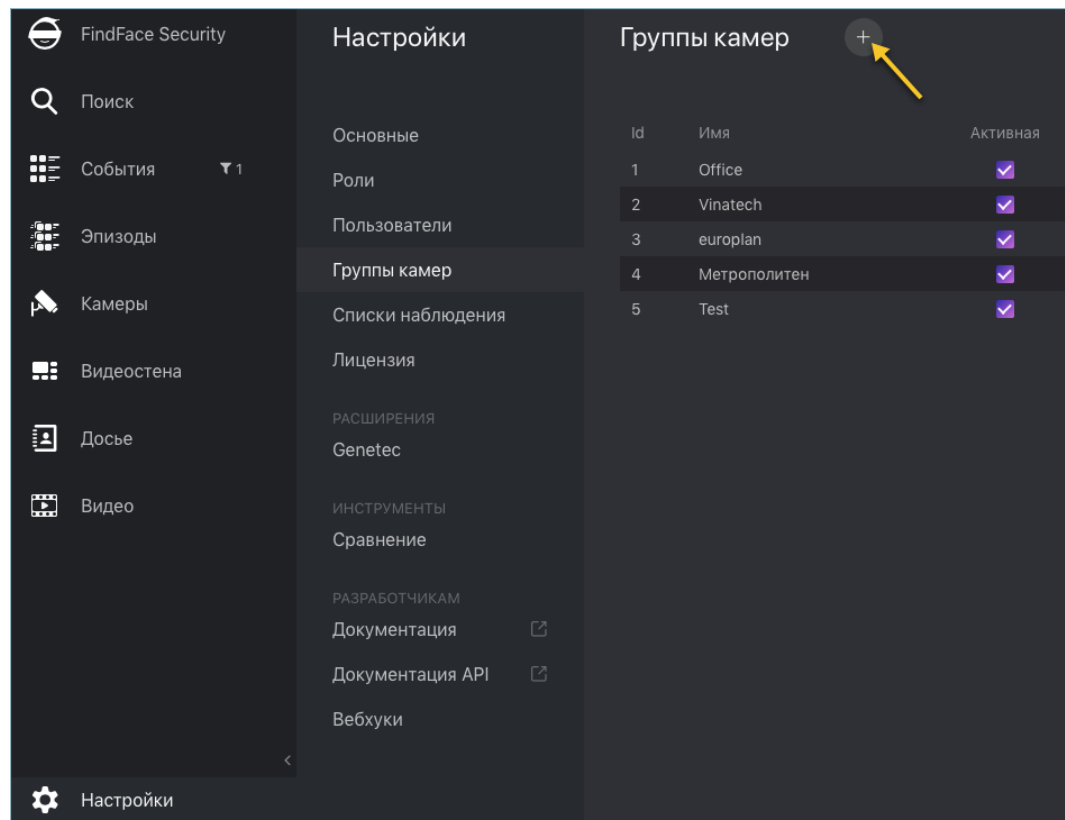 FindFace Security
Поиск
События 1
Эпизоды
Камеры
Видеостена
Досье
Видео
Настройки
Настройки
Основные
Роли
Пользователи
Группы камер
Списки наблюдения
Лицензия
РАСШИРЕНИЯ
Genetec
ИНСТРУМЕНТЫ
Сравнение
РАЗРАБОТЧИКАМ
Документация
Документация API
Вебхуки
Группы камер +
Id Имя Активная
1 Office
2 Vinatech
3 europlan
4 Метрополитен
5 Test